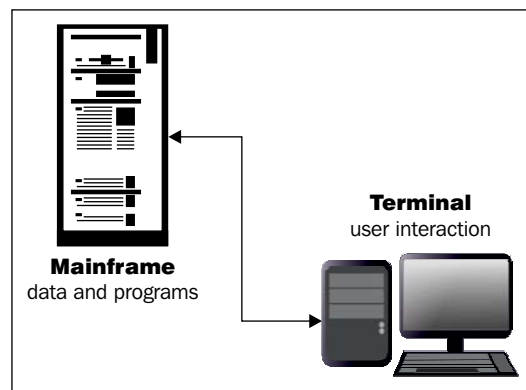 Mainframe
data and programs
Terminal
user interaction